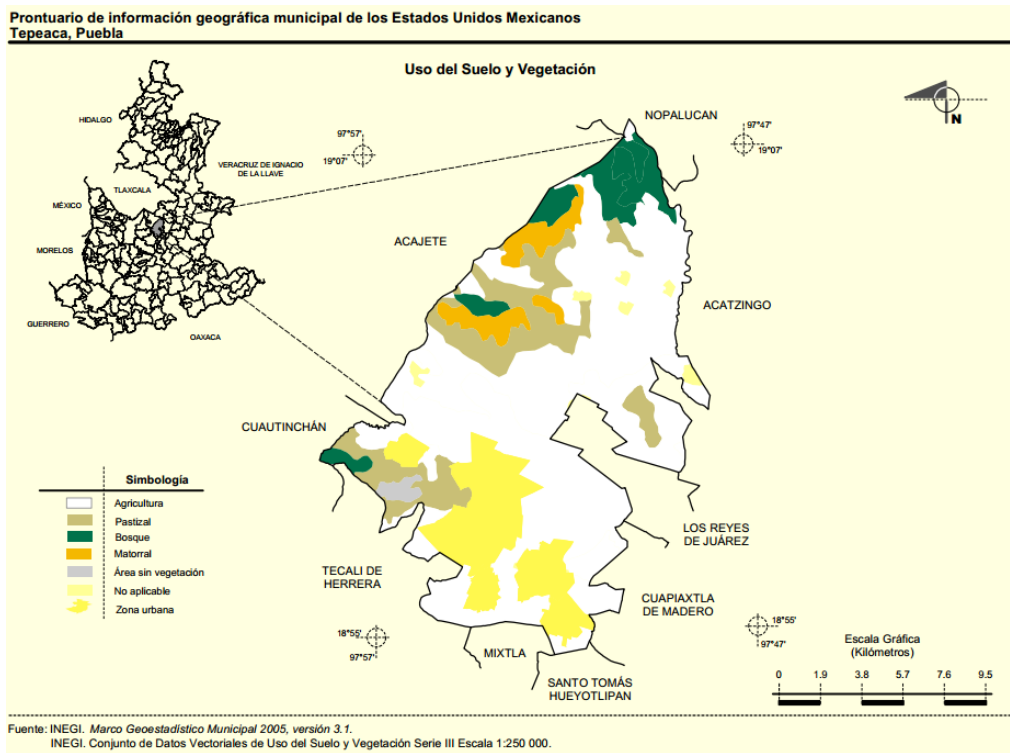 Prontuario de información geográfica municipal de los Estados Unidos Mexicanos
Tepeaca, Puebla
Uso del Suelo y Vegetación
HIDALGO
VERACRUZ DE IGNACIO
DE LA LLAVE
TLAXCALA
MÉXICO
MORELOS
GUERRERO
OAXACA
97°57'
19°07'
NOPALUCAN
97°47'
19°07'
N
ACAJETE
ACATZINGO
CUAUTINCHÁN
LOS REYES
DE JUÁREZ
TECALI DE
HERRERA
CUAPIAXTLA
DE MADERO
18°55'
97°57'
MIXTLA
SANTO TOMÁS
HUEYOTLIPAN
18°55'
97°47'
Simbología
Agricultura
Pastizal
Bosque
Matorral
Área sin vegetación
No aplicable
Zona urbana
Escala Gráfica
(Kilómetros)
0 1.9 3.8 5.7 7.6 9.5
Fuente: INEGI. Marco Geoestadístico Municipal 2005, versión 3.1.
INEGI. Conjunto de Datos Vectoriales de Uso del Suelo y Vegetación Serie III Escala 1:250 000.